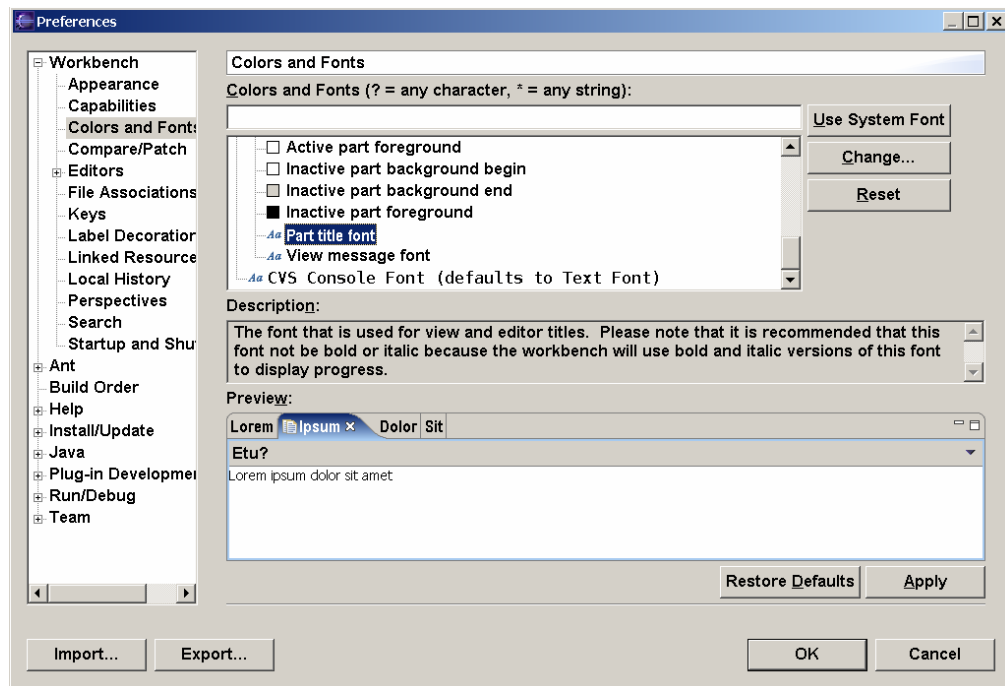 Preferences
Workbench
Appearance
Capabilities
Colors and Fonts
Compare/Patch
Editors
File Associations
Keys
Label Decoration
Linked Resource
Local History
Perspectives
Search
Startup and Shu
Ant
Build Order
Help
Install/Update
Java
Plug-in Developme
Run/Debug
Team
Colors and Fonts
Colors and Fonts (? = any character, * = any string):
Use System Font
Change...
Reset
Active part foreground
Inactive part background begin
Inactive part background end
Inactive part foreground
Aa Part title font
Aa View message font
Aa CVS Console Font (defaults to Text Font)
Description:
The font that is used for view and editor titles.  Please note that it is recommended that this
font not be bold or italic because the workbench will use bold and italic versions of this font
to display progress.
Preview:
Lorem Ipsum Dolor Sit
Etu?
Lorem ipsum dolor sit amet
Restore Defaults
Apply
Import...
Export...
OK
Cancel